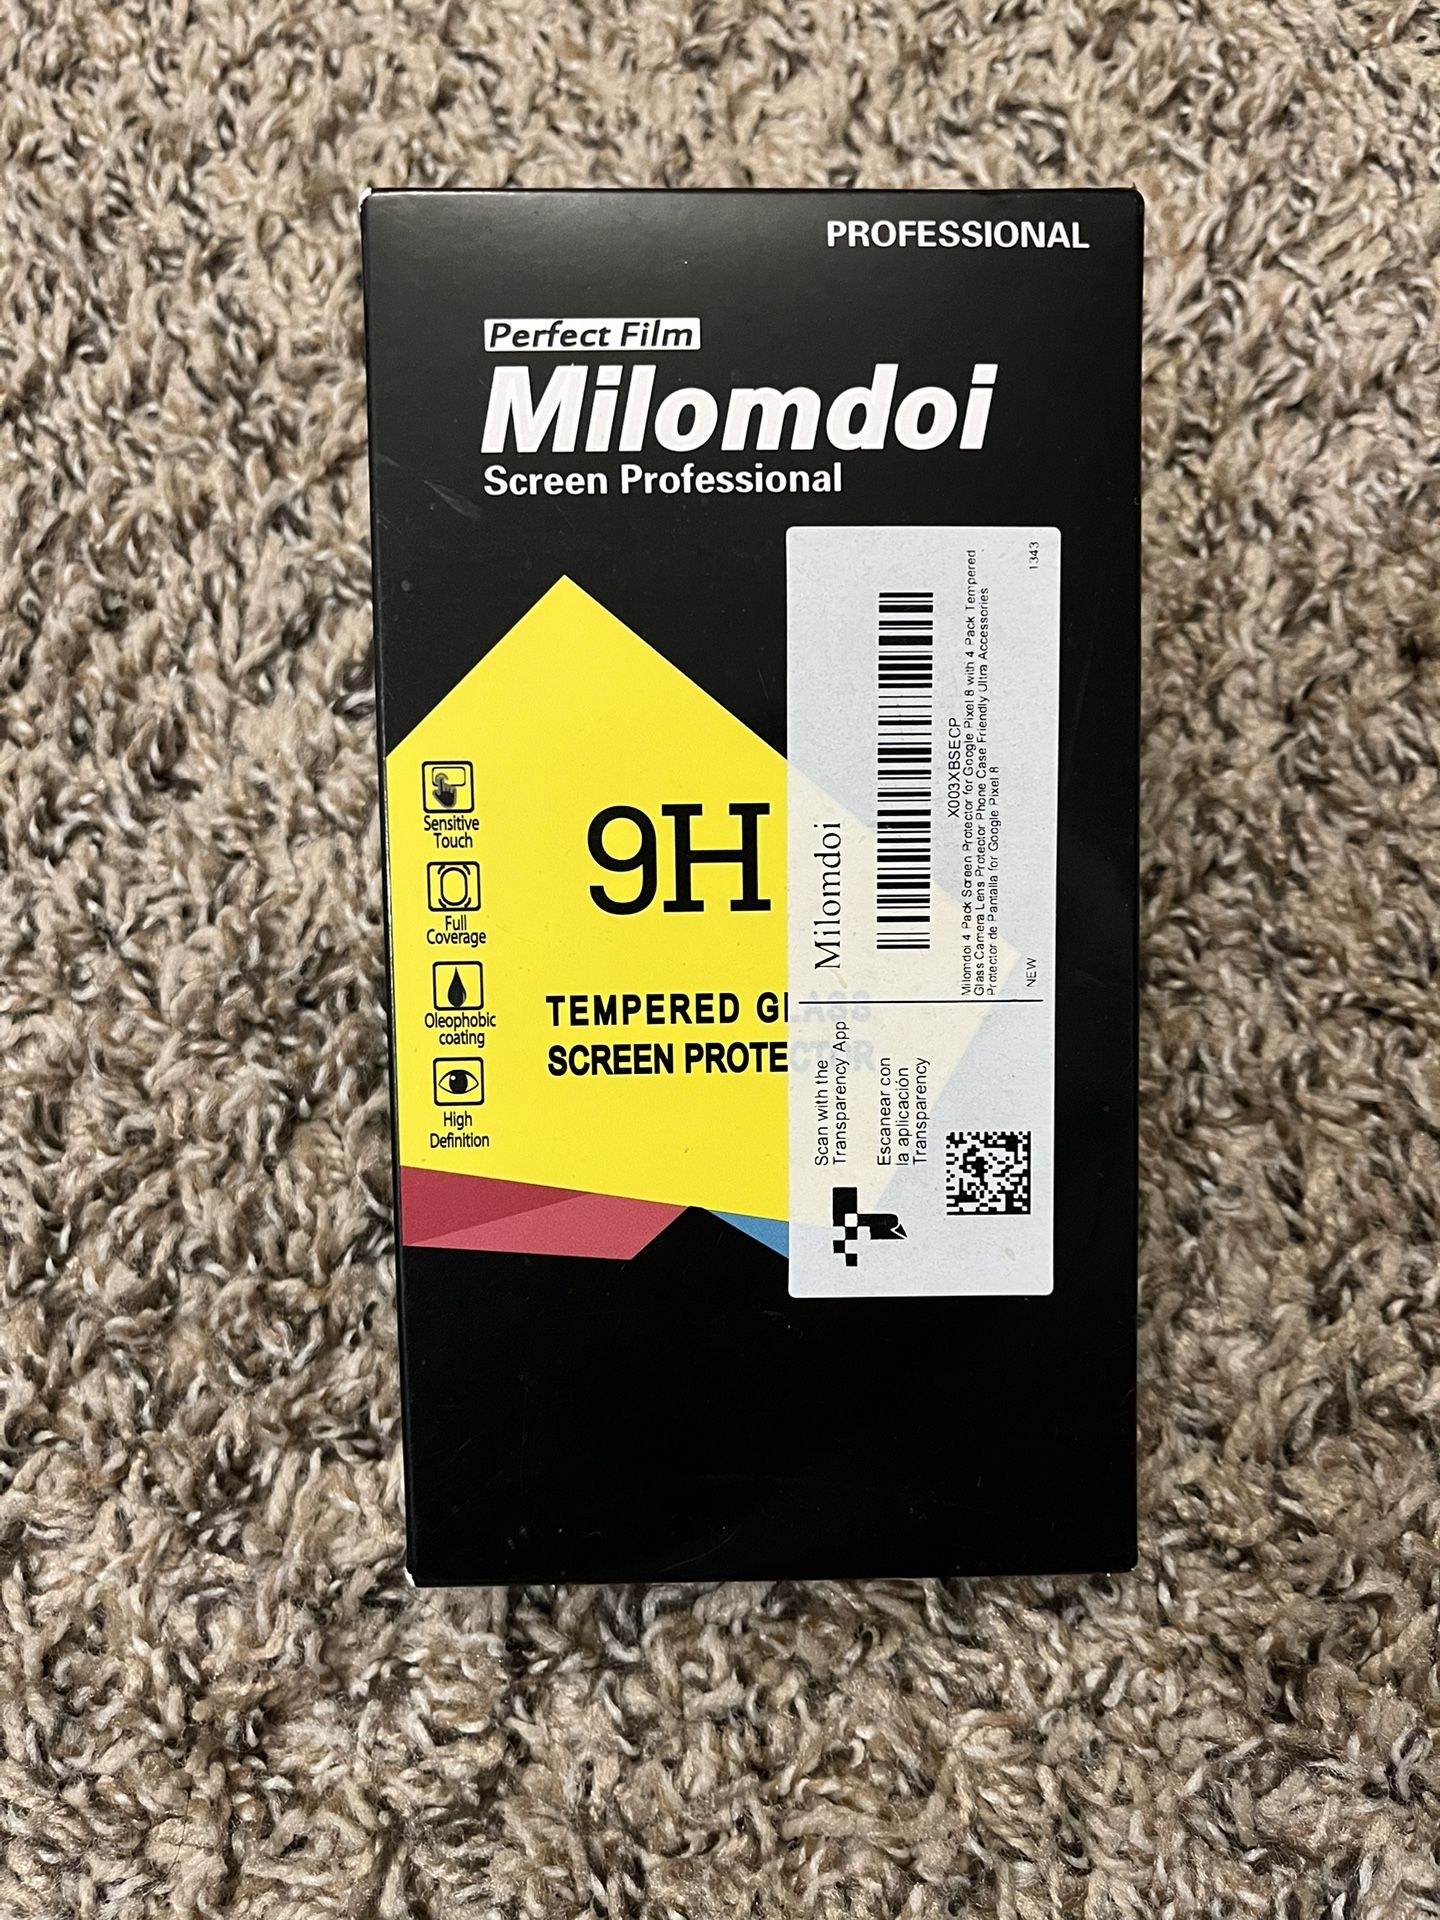 PROFESSIONAL
Perfect Film
Milomdoi
Screen Professional
Sensitive
Touch
Full
Coverage
Oleophobic
coating
High
Definition
9H
TEMPERED GLASS
SCREEN PROTECTOR
Milomdoi
X003XBSECP
Milomdoi 4 Pack Screen Protector for Google Pixel 8 with 4 Pack Tempered
Glass Camera Lens Protector Phone Case Friendly Ultra Accessories
Protector de Pantalla for Google Pixel 8
NEW
1343
Scan with the
Transparency App
Escanear con
la aplicación
Transparency